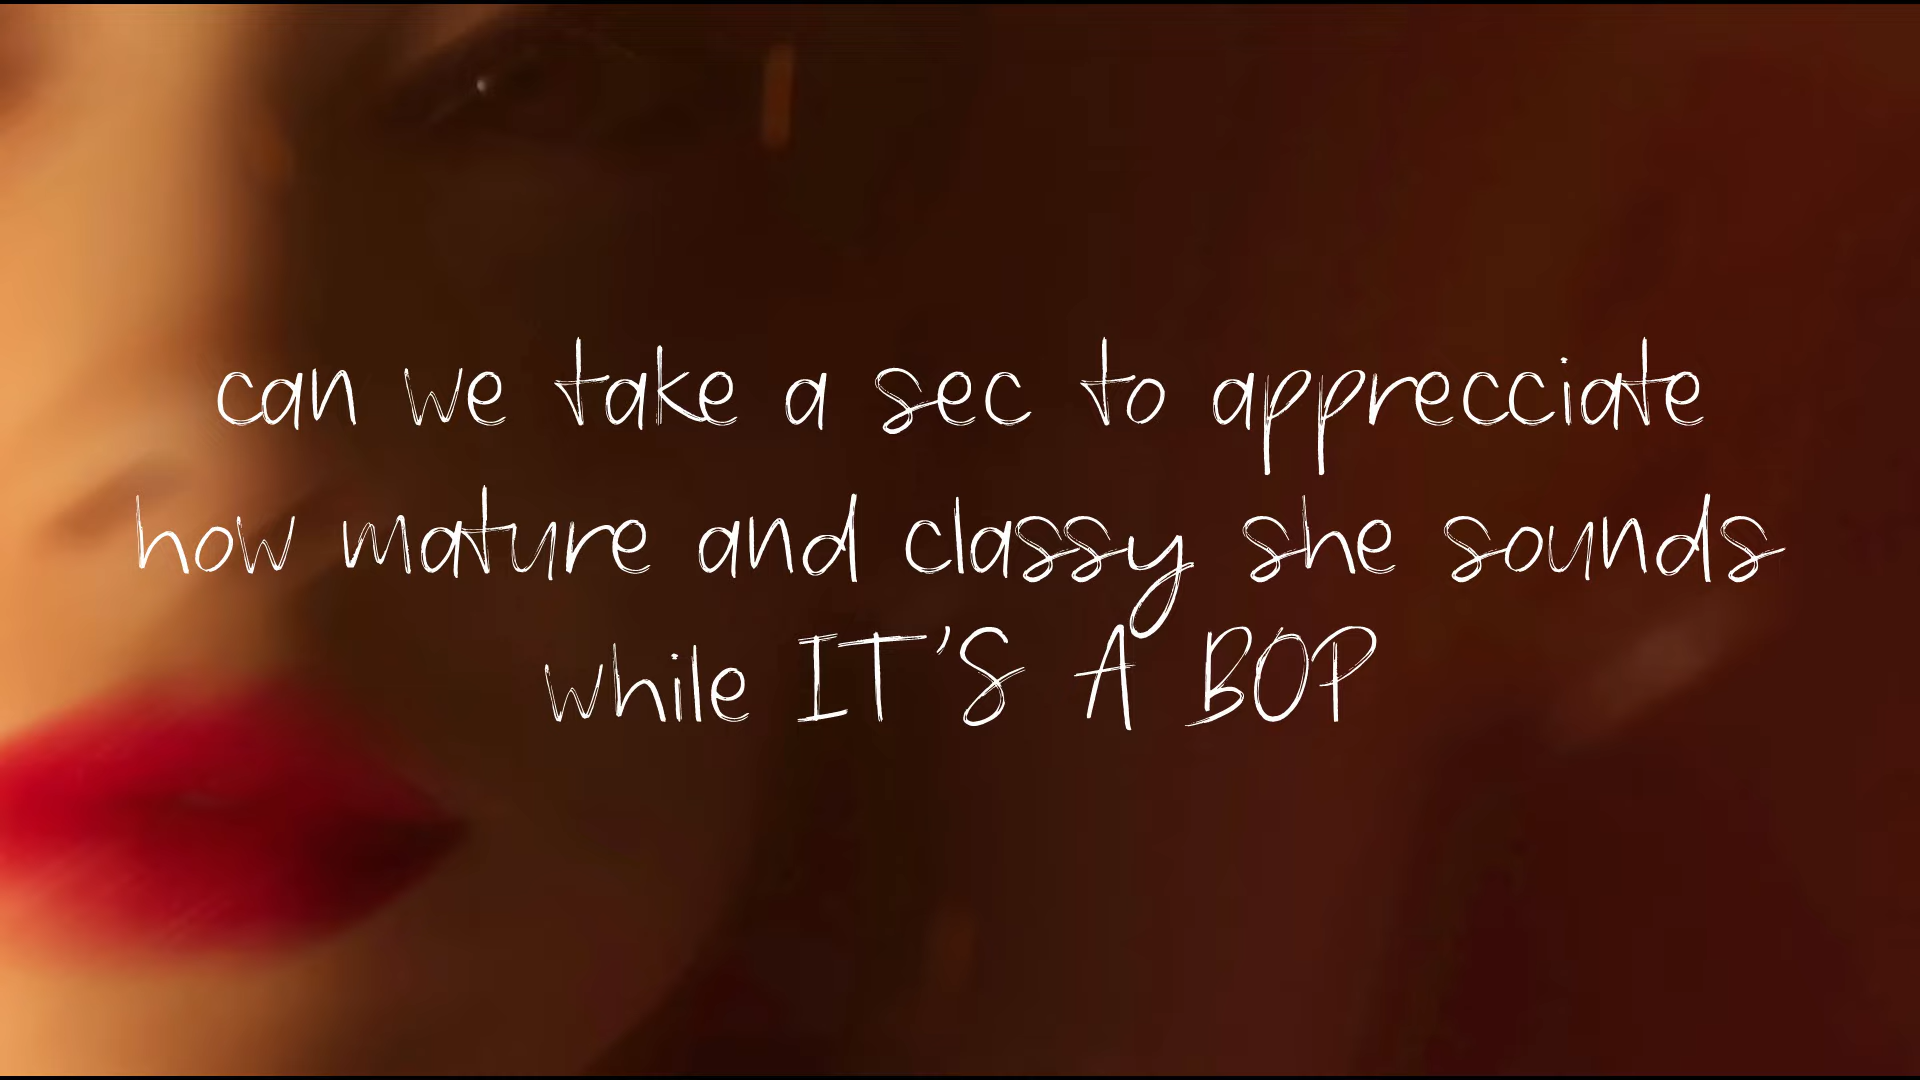 can we take a sec to apprecciate
how mature and classy she sounds
while IT'S A BOP